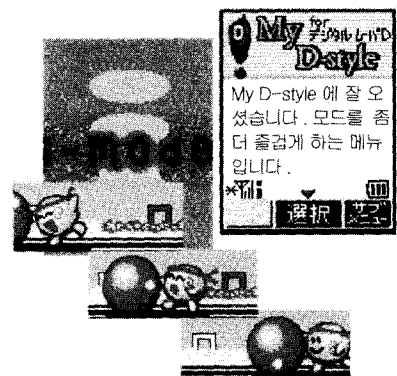 i-mode
My for
デジタル ムーバD
D-style
My D-style 에 잘 오
셨습니다. 모드를 좀
더 즐겁게 하는 메뉴
입니다.
選択 サブ
メニュー